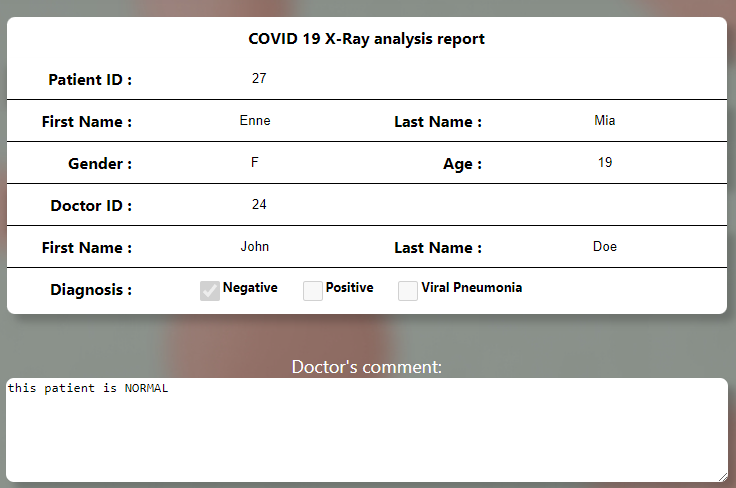 COVID 19 X-Ray analysis report
Patient ID : 27
First Name : Enne Last Name : Mia
Gender : F Age : 19
Doctor ID : 24
First Name : John Last Name : Doe
Diagnosis : Negative Positive Viral Pneumonia
Doctor's comment:
this patient is NORMAL